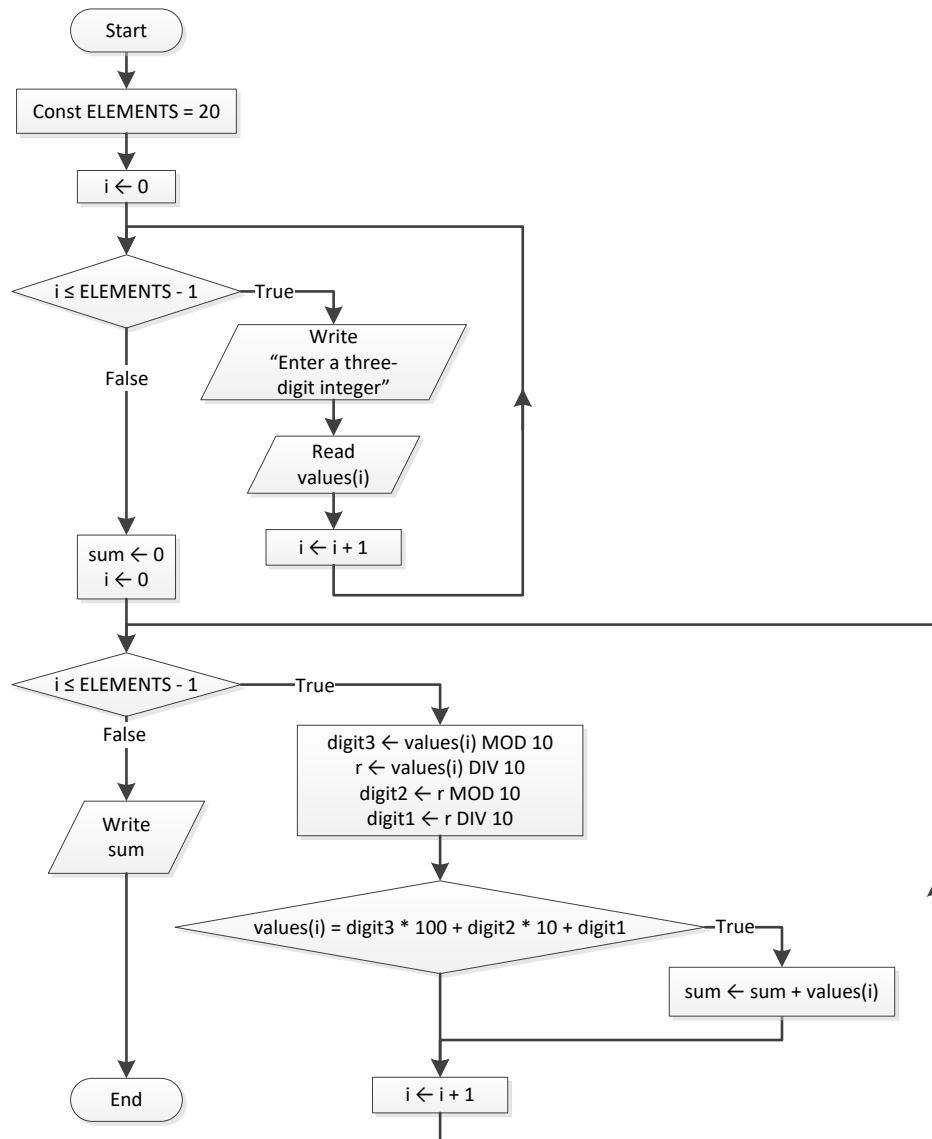 Start
Const ELEMENTS = 20
i ← 0
i ≤ ELEMENTS - 1
True
Write
“Enter a three-
digit integer”
False
Read
values(i)
i ← i + 1
sum ← 0
i ← 0
i ≤ ELEMENTS - 1
True
False
digit3 ← values(i) MOD 10
r ← values(i) DIV 10
digit2 ← r MOD 10
digit1 ← r DIV 10
Write
sum
values(i) = digit3 * 100 + digit2 * 10 + digit1
True
sum ← sum + values(i)
i ← i + 1
End